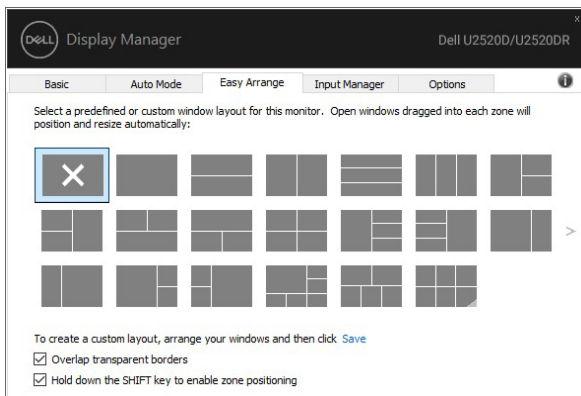 DELL Display Manager Dell U2520D/U2520DR
Basic Auto Mode Easy Arrange Input Manager Options
Select a predefined or custom window layout for this monitor. Open windows dragged into each zone will
position and resize automatically:
To create a custom layout, arrange your windows and then click Save
Overlap transparent borders
Hold down the SHIFT key to enable zone positioning